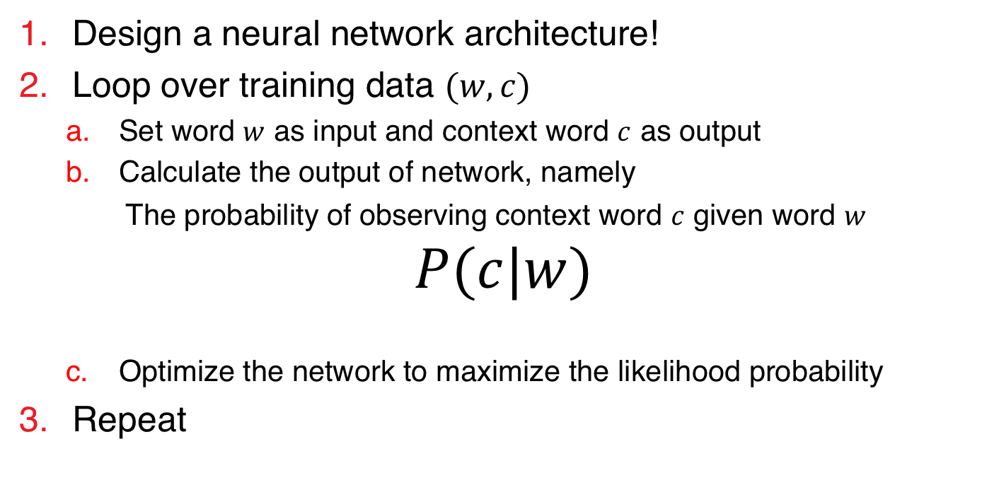 1. Design a neural network architecture!
2. Loop over training data (w, c)
a. Set word w as input and context word c as output
b. Calculate the output of network, namely
The probability of observing context word c given word w
P(c|w)
c. Optimize the network to maximize the likelihood probability
3. Repeat